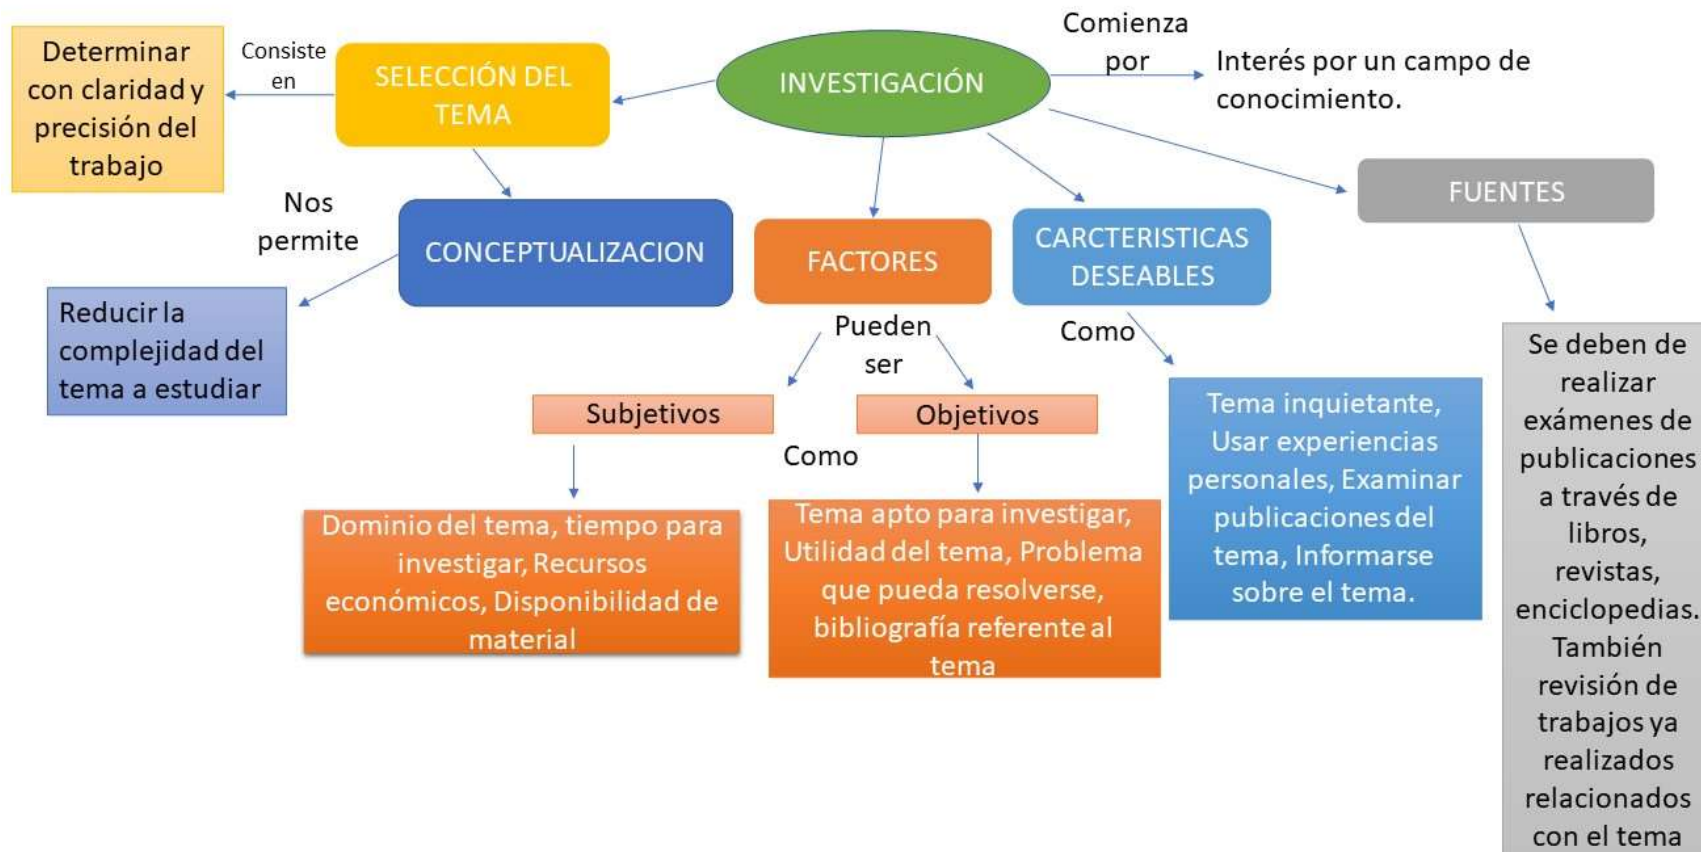 INVESTIGACIÓN
Comienza
por
Interés por un campo de
conocimiento.
SELECCIÓN DEL
TEMA
Consiste
en
Determinar
con claridad y
precisión del
trabajo
CONCEPTUALIZACION
Nos
permite
Reducir la
complejidad del
tema a estudiar
FACTORES
Pueden
ser
Subjetivos
Objetivos
Como
Dominio del tema, tiempo para
investigar, Recursos
económicos, Disponibilidad de
material
Tema apto para investigar,
Utilidad del tema, Problema
que pueda resolverse,
bibliografía referente al
tema
CARCTERISTICAS
DESEABLES
Como
Tema inquietante,
Usar experiencias
personales, Examinar
publicaciones del
tema, Informarse
sobre el tema.
FUENTES
Se deben de
realizar
exámenes de
publicaciones
a través de
libros,
revistas,
enciclopedias.
También
revisión de
trabajos ya
realizados
relacionados
con el tema